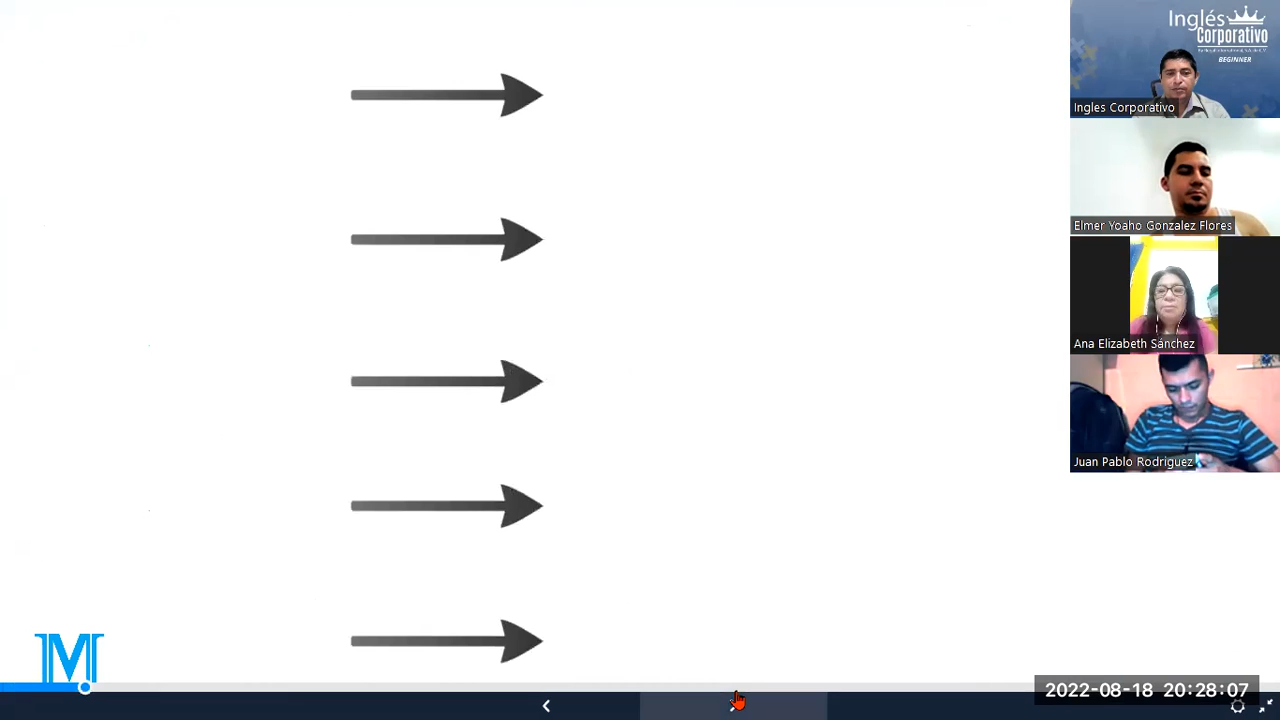 Inglés
Corporativo
BEGINNER
Ingles Corporativo
Elmer Yoaho Gonzalez Flores
Ana Elizabeth Sánchez
Juan Pablo Rodriguez
M
2022-08-18 20:28:07